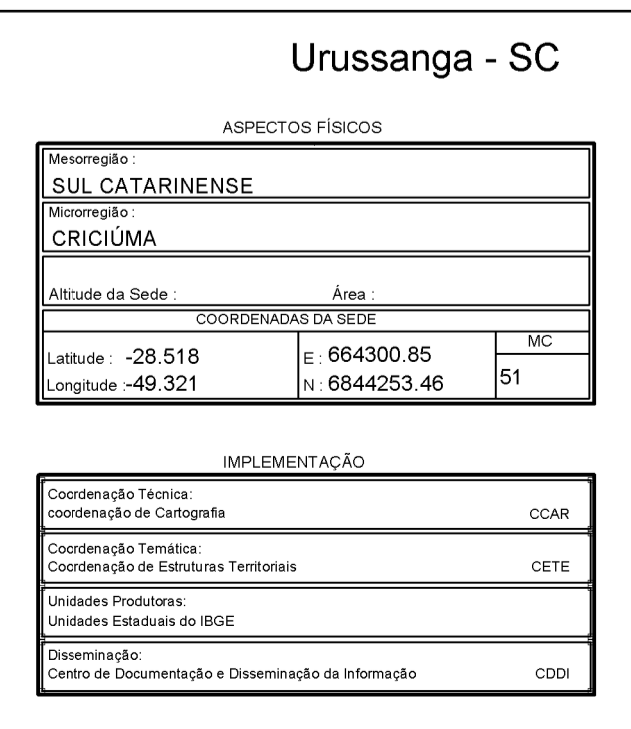 Urussanga - SC
ASPECTOS FÍSICOS
Mesorregião :
SUL CATARINENSE
Microrregião :
CRICIÚMA
Altitude da Sede : Área :
COORDENADAS DA SEDE
MC
Latitude : -28.518 E : 664300.85
Longitude :-49.321 N : 6844253.46 51
IMPLEMENTAÇÃO
Coordenação Técnica:
coordenação de Cartografia CCAR
Coordenação Temática:
Coordenação de Estruturas Territoriais CETE
Unidades Produtoras:
Unidades Estaduais do IBGE
Disseminação:
Centro de Documentação e Disseminação da Informação CDDI